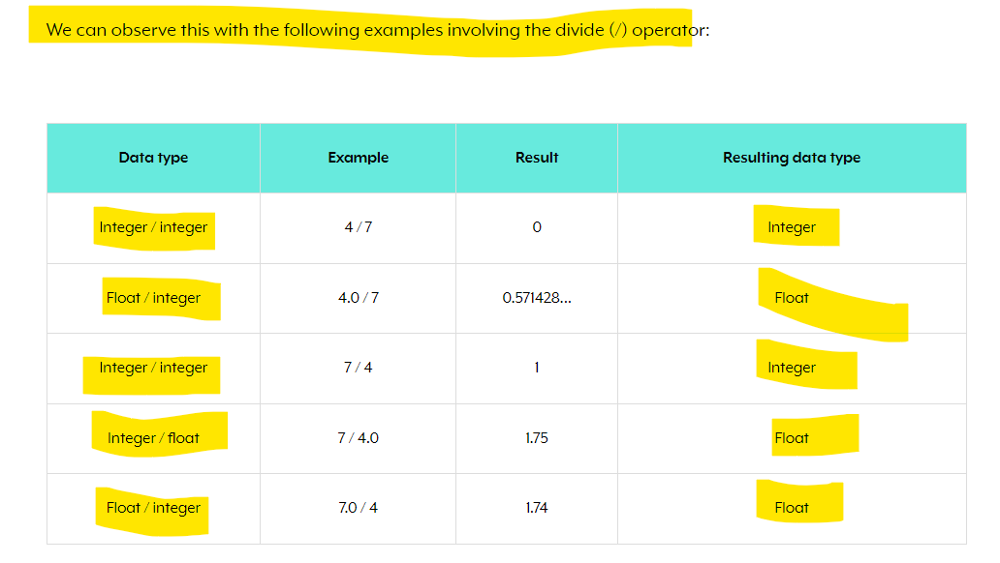 We can observe this with the following examples involving the divide (/) operator:
Data type Example Result Resulting data type
Integer / integer 4 / 7 0 Integer
Float / integer 4.0 / 7 0.571428... Float
Integer / integer 7 / 4 1 Integer
Integer / float 7 / 4.0 1.75 Float
Float / integer 7.0 / 4 1.74 Float